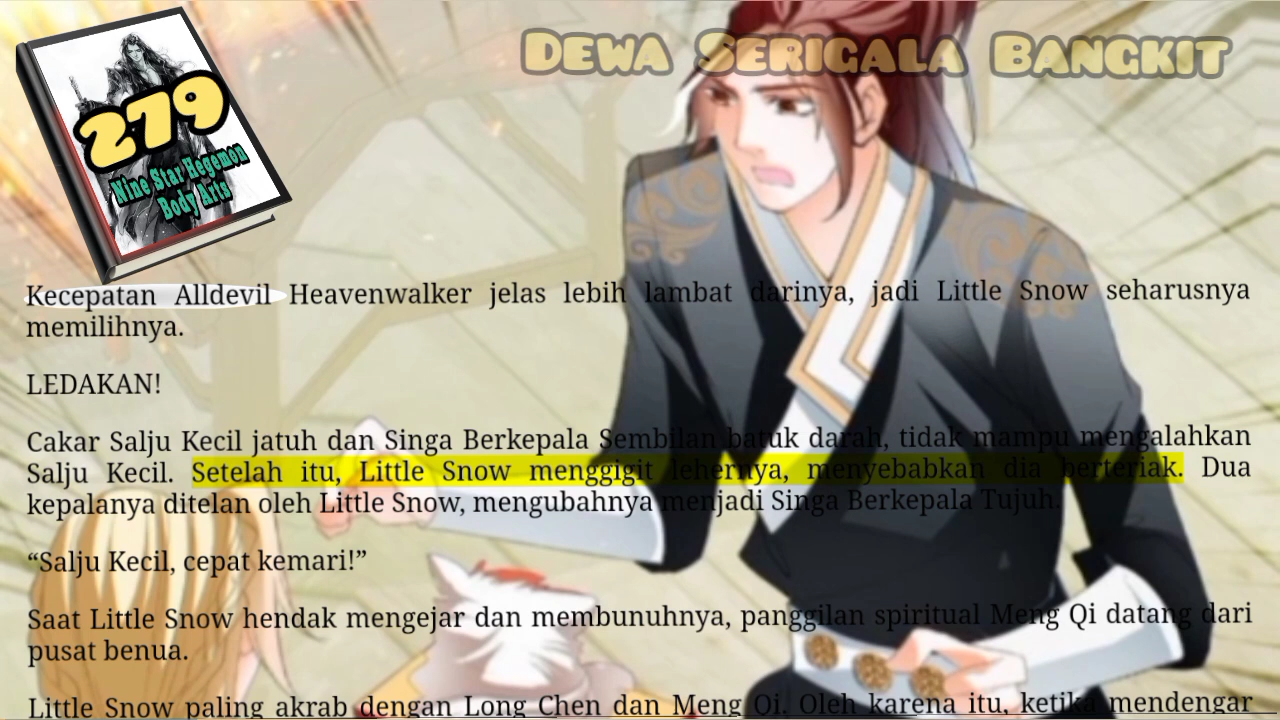 Dewa Serigala Bangkit
279
Nine Star Hegemon
Body Arts
Kecepatan Alldevil Heavenwalker jelas lebih lambat darinya, jadi Little Snow seharusnya
memilihnya.
LEDAKAN!
Cakar Salju Kecil jatuh dan Singa Berkepala Sembilan batuk darah, tidak mampu mengalahkan
Salju Kecil. Setelah itu, Little Snow menggigit lehernya, menyebabkan dia berteriak. Dua
kepalanya ditelan oleh Little Snow, mengubahnya menjadi Singa Berkepala Tujuh.
“Salju Kecil, cepat kemari!”
Saat Little Snow hendak mengejar dan membunuhnya, panggilan spiritual Meng Qi datang dari
pusat benua.
Little Snow paling akrab dengan Long Chen dan Meng Qi. Oleh karena itu, ketika mendengar